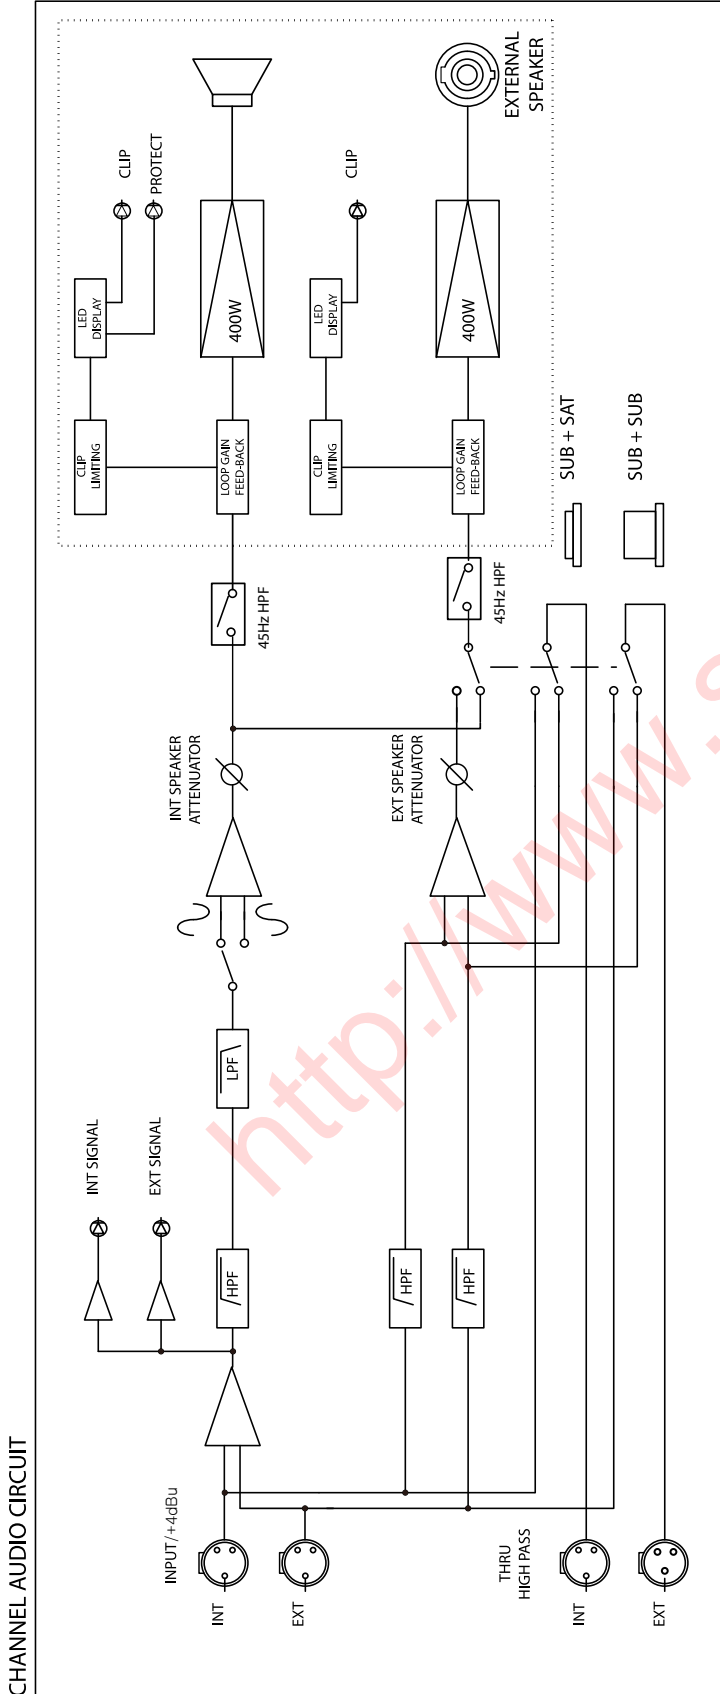 CHANNEL AUDIO CIRCUIT
INPUT/+4dBu
INT
EXT
THRU
HIGH PASS
INT
EXT
INT SIGNAL
EXT SIGNAL
HPF
HPF
HPF
LPF
INT SPEAKER
ATTENUATOR
EXT SPEAKER
ATTENUATOR
45Hz HPF
45Hz HPF
SUB + SAT
SUB + SUB
CLIP
LIMITING
LOOP GAIN
FEED-BACK
CLIP
LIMITING
LOOP GAIN
FEED-BACK
LED
DISPLAY
400W
LED
DISPLAY
400W
CLIP
PROTECT
CLIP
EXTERNAL
SPEAKER
http://www.s